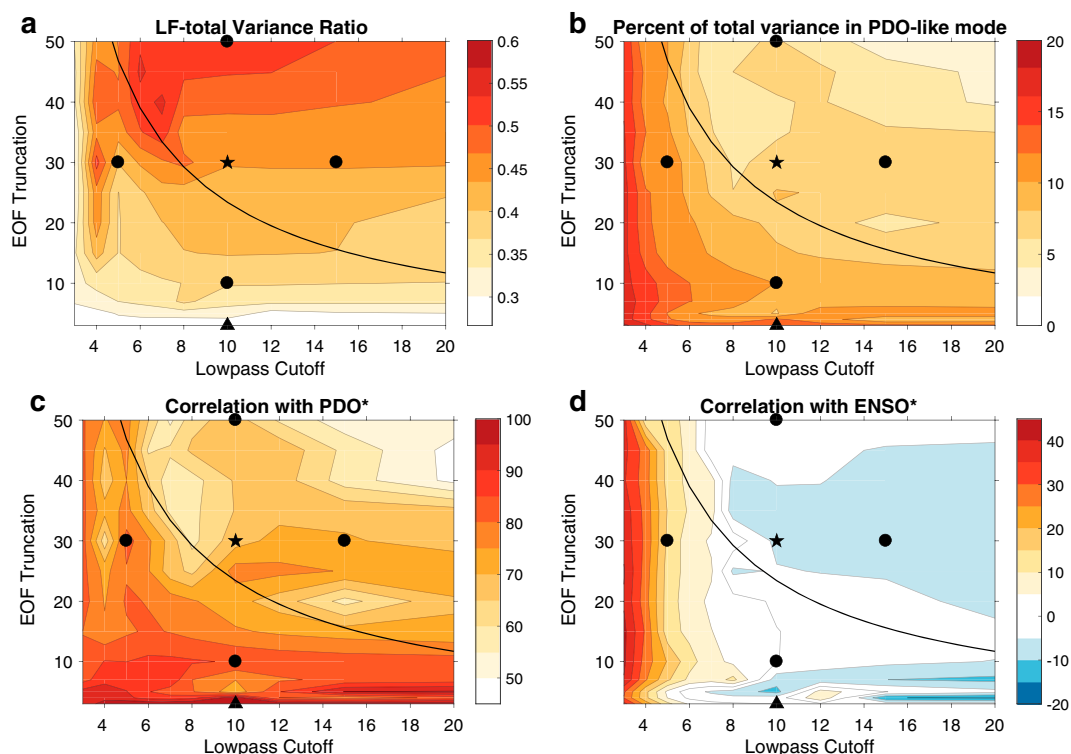 a
LF-total Variance Ratio
50
40
30
20
10
EOF Truncation
4 6 8 10 12 14 16 18 20
Lowpass Cutoff
0.6
0.55
0.5
0.45
0.4
0.35
0.3
b
Percent of total variance in PDO-like mode
50
40
30
20
10
EOF Truncation
4 6 8 10 12 14 16 18 20
Lowpass Cutoff
20
15
10
5
0
c
Correlation with PDO*
50
40
30
20
10
EOF Truncation
4 6 8 10 12 14 16 18 20
Lowpass Cutoff
100
90
80
70
60
50
d
Correlation with ENSO*
50
40
30
20
10
EOF Truncation
4 6 8 10 12 14 16 18 20
Lowpass Cutoff
40
30
20
10
0
-10
-20